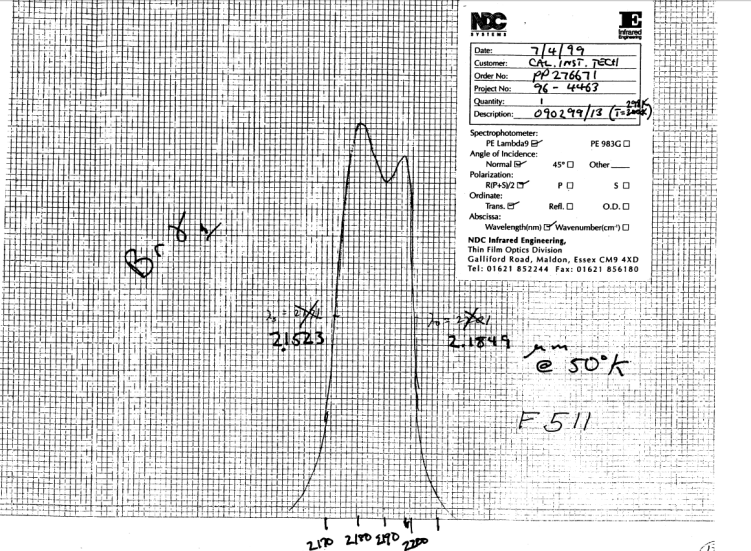 NDC
SYSTEMS
IE
Infrared
Engineering
Date: 7/4/99
Customer: CAL. INST. TECH
Order No: PP276671
Project No: 96 - 4463
Quantity: 1
Description: 090299/13
Spectrophotometer:
PE Lambda9 PE 983G
Angle of Incidence:
Normal 45° Other
Polarization:
R(P+S)/2 P S
Ordinate:
Trans. Refl. O.D.
Abscissa:
Wavelength(nm) Wavenumber(cm⁻¹)
NDC Infrared Engineering,
Thin Film Optics Division
Galliford Road, Maldon, Essex CM9 4XD
Tel: 01621 852244 Fax: 01621 856180
Br γ
2.1523
2.1849 μm
@ 50°K
F511
2170 2180 2190 2200